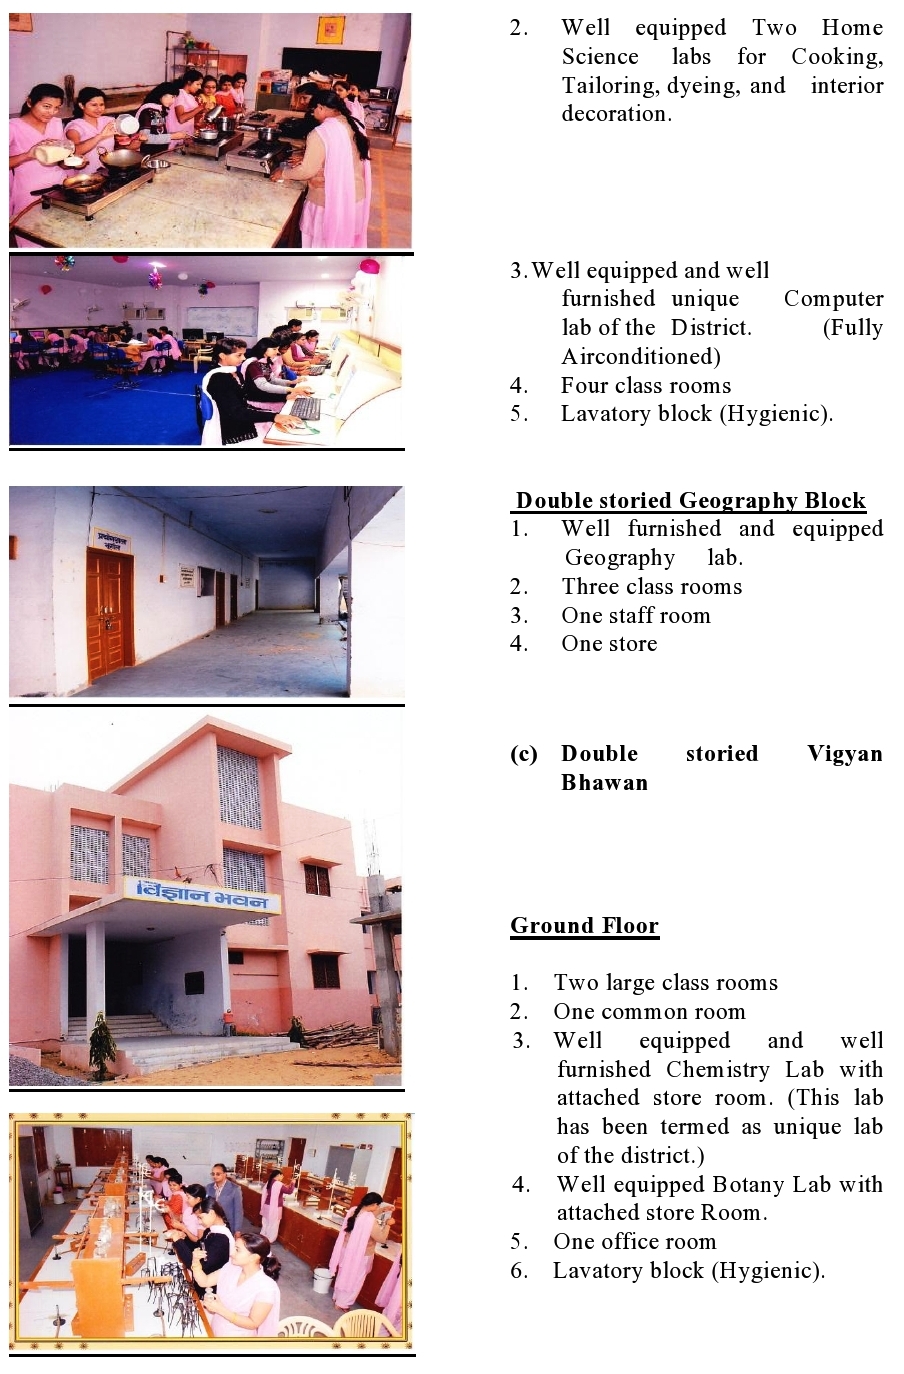 2. Well equipped Two Home
Science labs for Cooking,
Tailoring, dyeing, and interior
decoration.
3. Well equipped and well
furnished unique Computer
lab of the District. (Fully
Airconditioned)
4. Four class rooms
5. Lavatory block (Hygienic).
Double storied Geography Block
1. Well furnished and equipped
Geography lab.
2. Three class rooms
3. One staff room
4. One store
प्रयोगशाला
भूगोल
(c) Double storied Vigyan
Bhawan
विज्ञान भवन
Ground Floor
1. Two large class rooms
2. One common room
3. Well equipped and well
furnished Chemistry Lab with
attached store room. (This lab
has been termed as unique lab
of the district.)
4. Well equipped Botany Lab with
attached store Room.
5. One office room
6. Lavatory block (Hygienic).